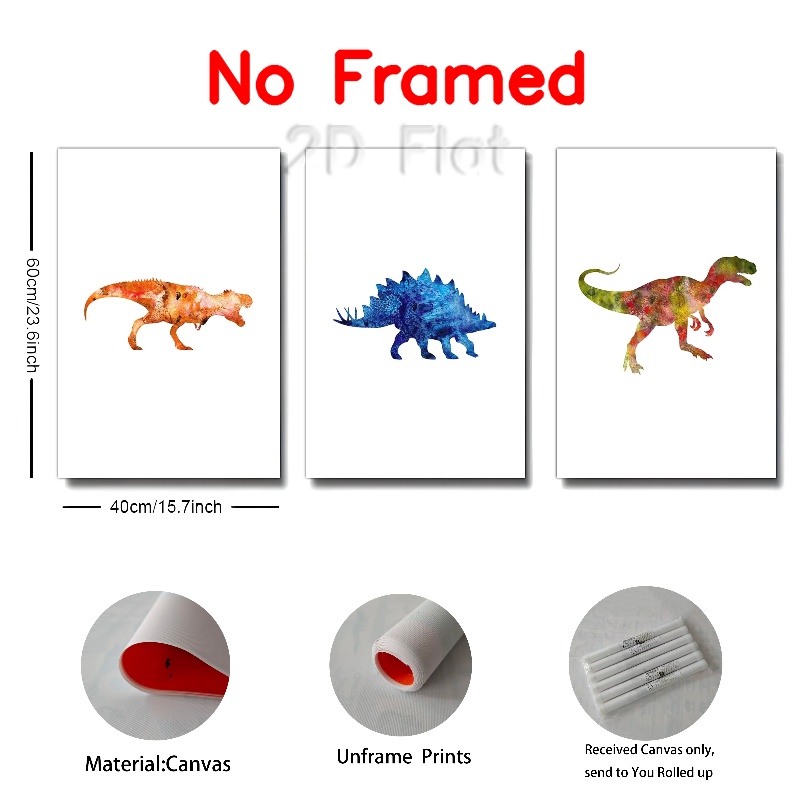 No Framed
2D Flat
60cm/23.6inch
40cm/15.7inch
Material:Canvas
Unframe Prints
Received Canvas only,
send to You Rolled up